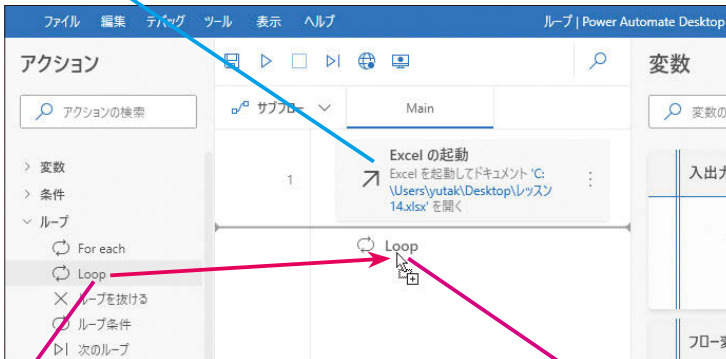 ファイル 編集 デバッグ ツール 表示 ヘルプ
ループ | Power Automate Desktop
アクション
アクションの検索
変数
条件
ループ
For each
Loop
ループを抜ける
ループ条件
次のループ
サブフロー
Main
1
Excel の起動
Excel を起動してドキュメント 'C:
\Users\yutak\Desktop\レッスン
14.xlsx' を開く
Loop
変数
変数の
入出力
フロー変